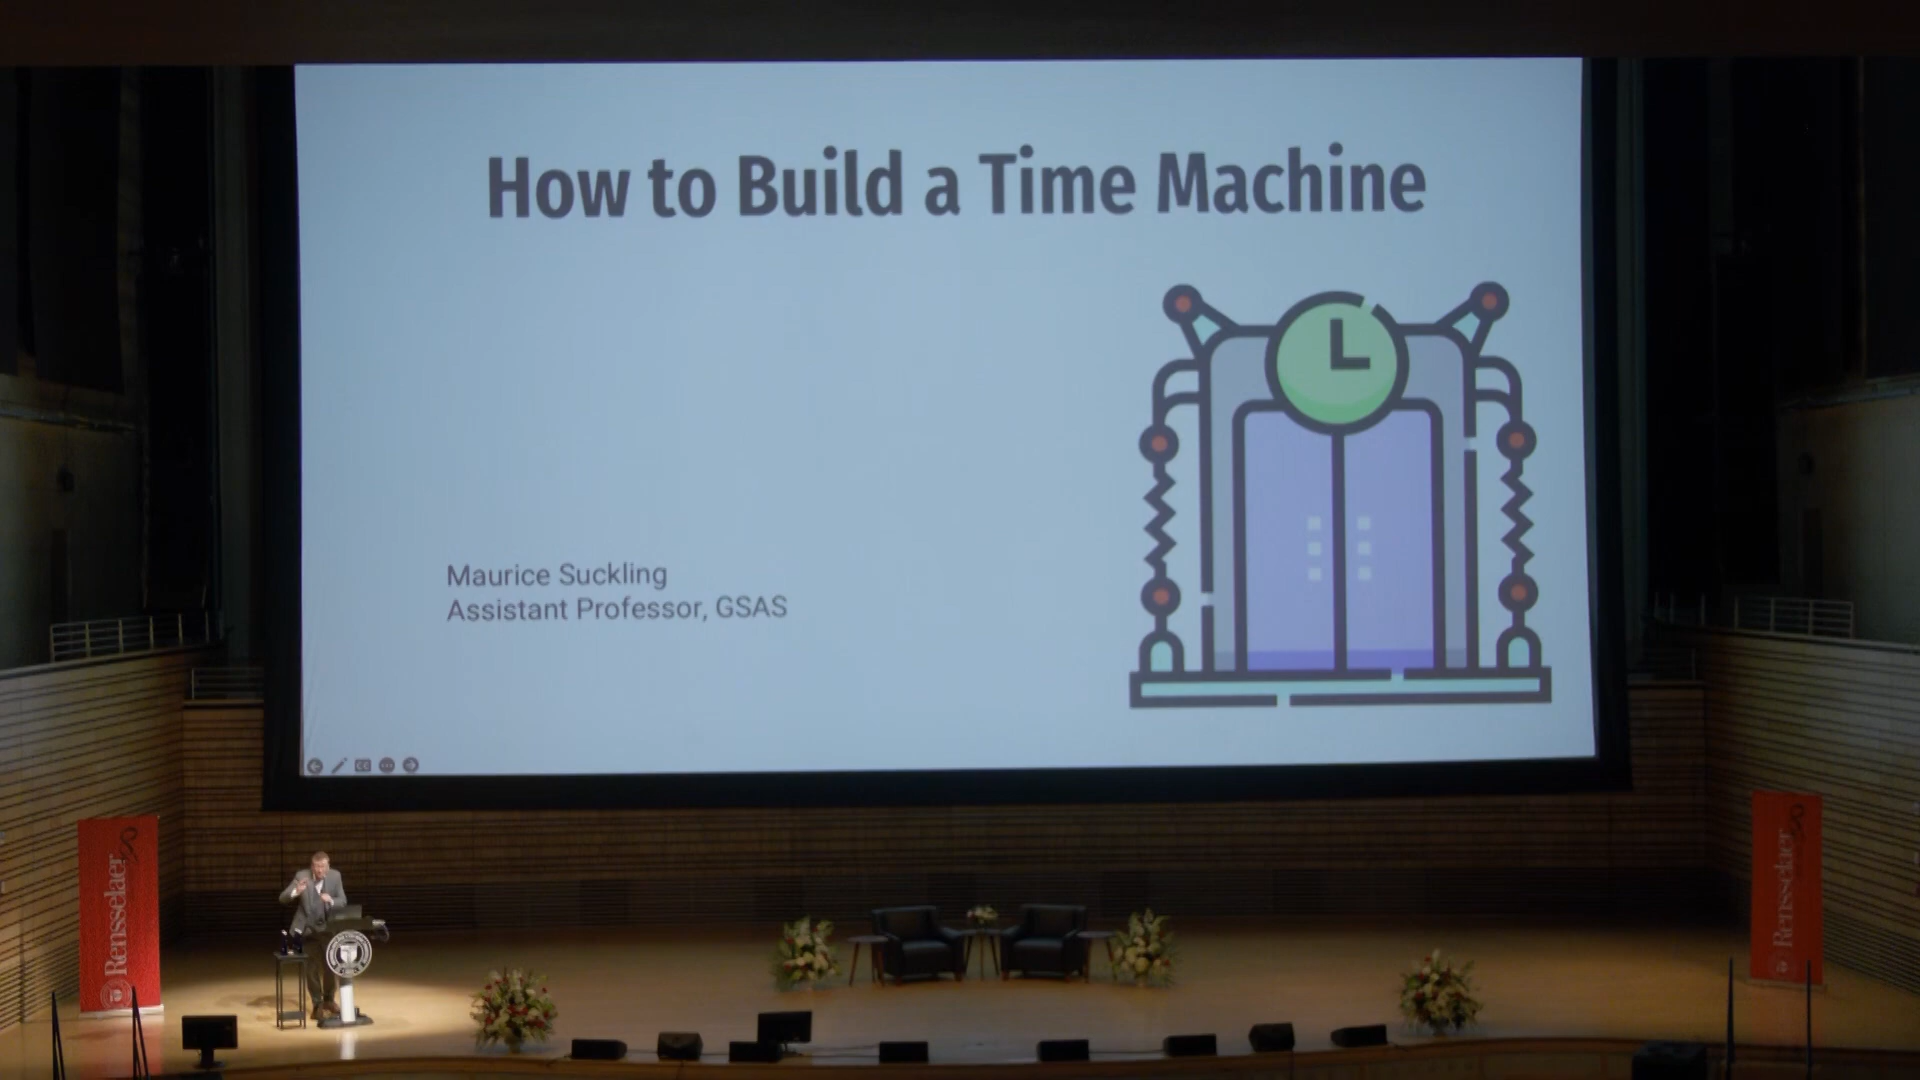 How to Build a Time Machine
Maurice Suckling
Assistant Professor, GSAS
Rensselaer
Rensselaer